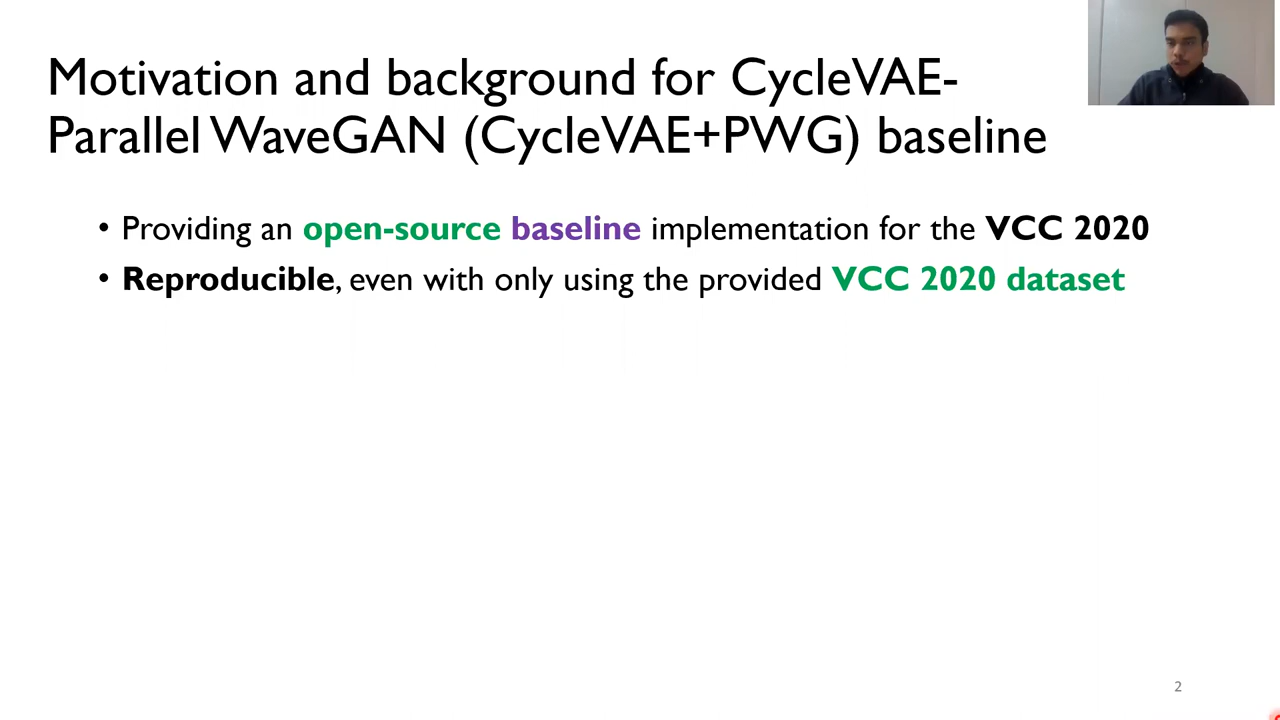 Motivation and background for CycleVAE-
Parallel WaveGAN (CycleVAE+PWG) baseline
• Providing an open-source baseline implementation for the VCC 2020
• Reproducible, even with only using the provided VCC 2020 dataset
2